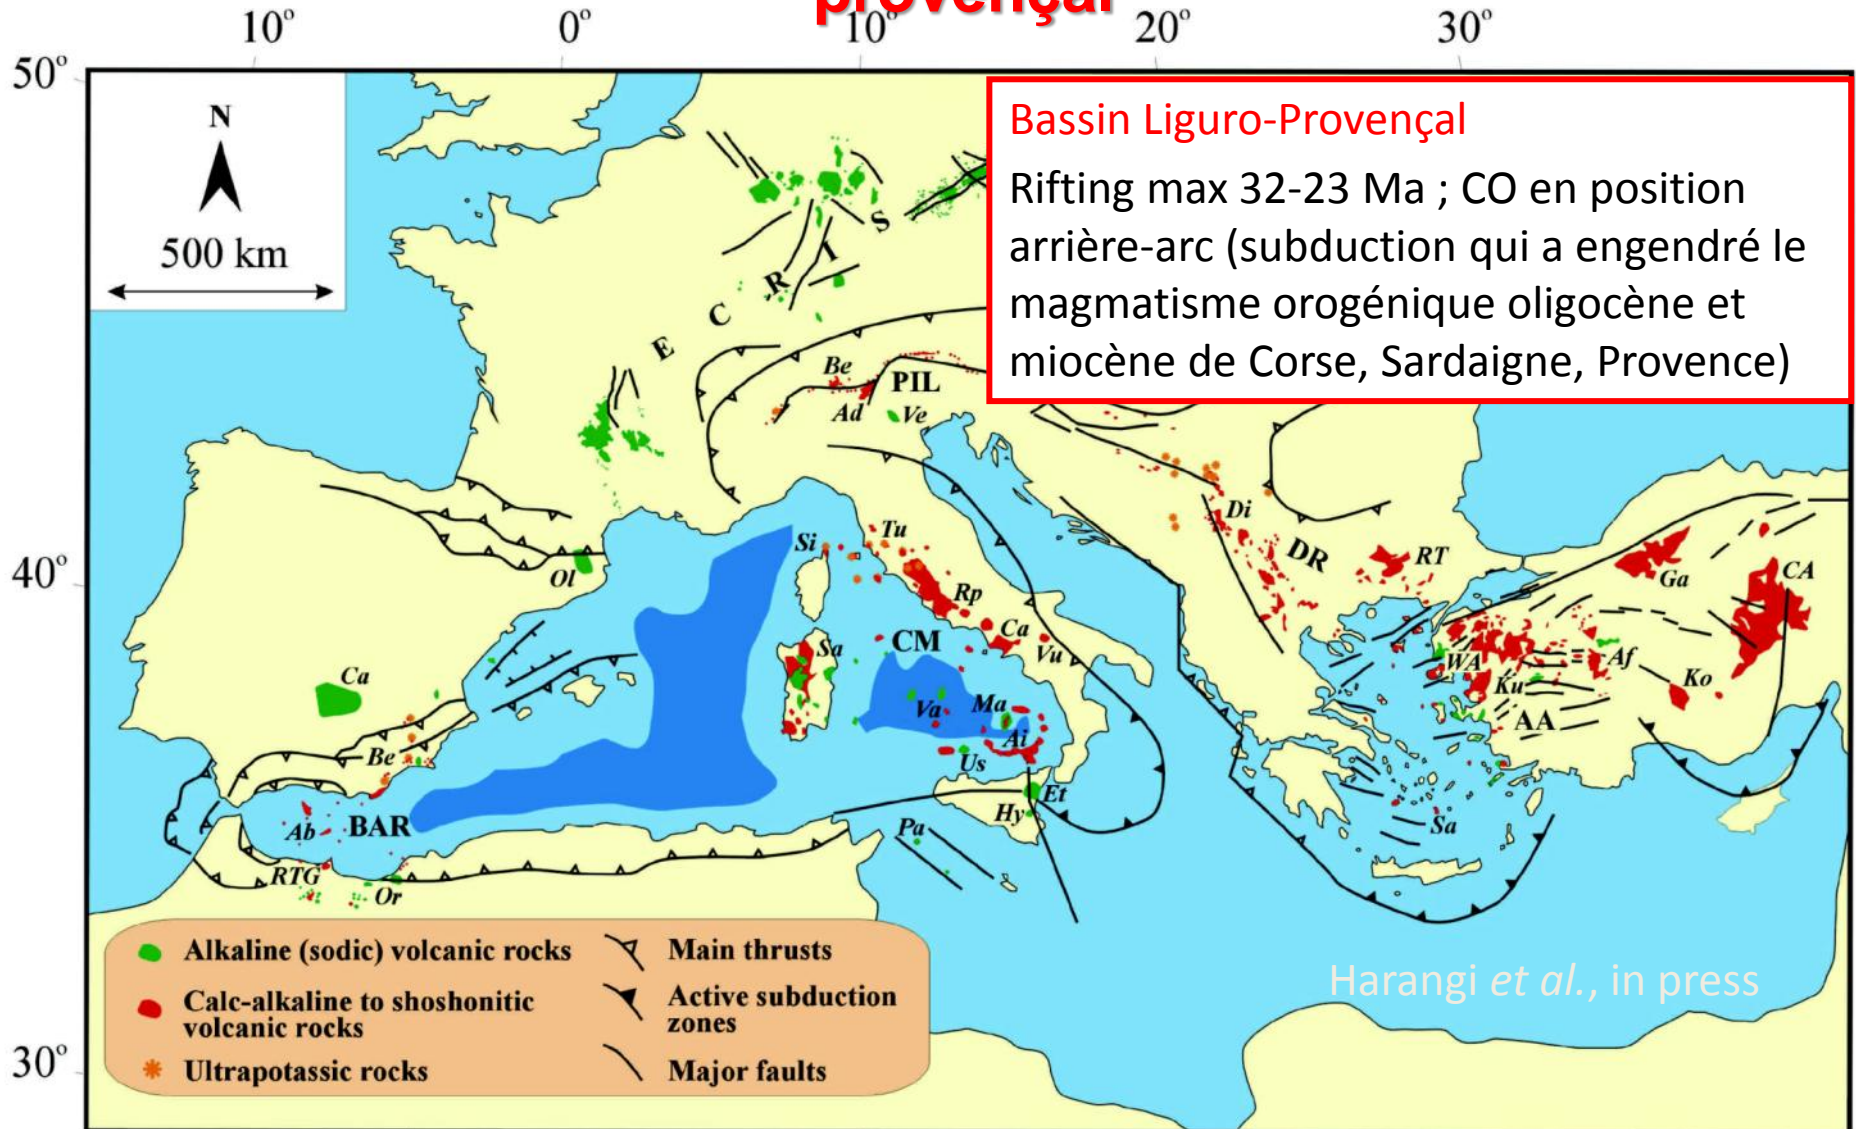 provençal
10°
0°
10°
20°
30°
50°
40°
30°
N
500 km
Bassin Liguro-Provençal
Rifting max 32-23 Ma ; CO en position
arrière-arc (subduction qui a engendré le
magmatisme orogénique oligocène et
miocène de Corse, Sardaigne, Provence)
E C R I S
Be
PIL
Ad
Ve
Ol
Si
Tu
Rp
CM
Ca
Vu
Sa
Va
Ma
Ai
Us
Et
Hy
Pa
Ca
Be
Ab
BAR
RTG
Or
Di
DR
RT
Ga
CA
WA
Af
Ku
Ko
AA
Sa
Alkaline (sodic) volcanic rocks
Calc-alkaline to shoshonitic
volcanic rocks
Ultrapotassic rocks
Main thrusts
Active subduction
zones
Major faults
Harangi et al., in press